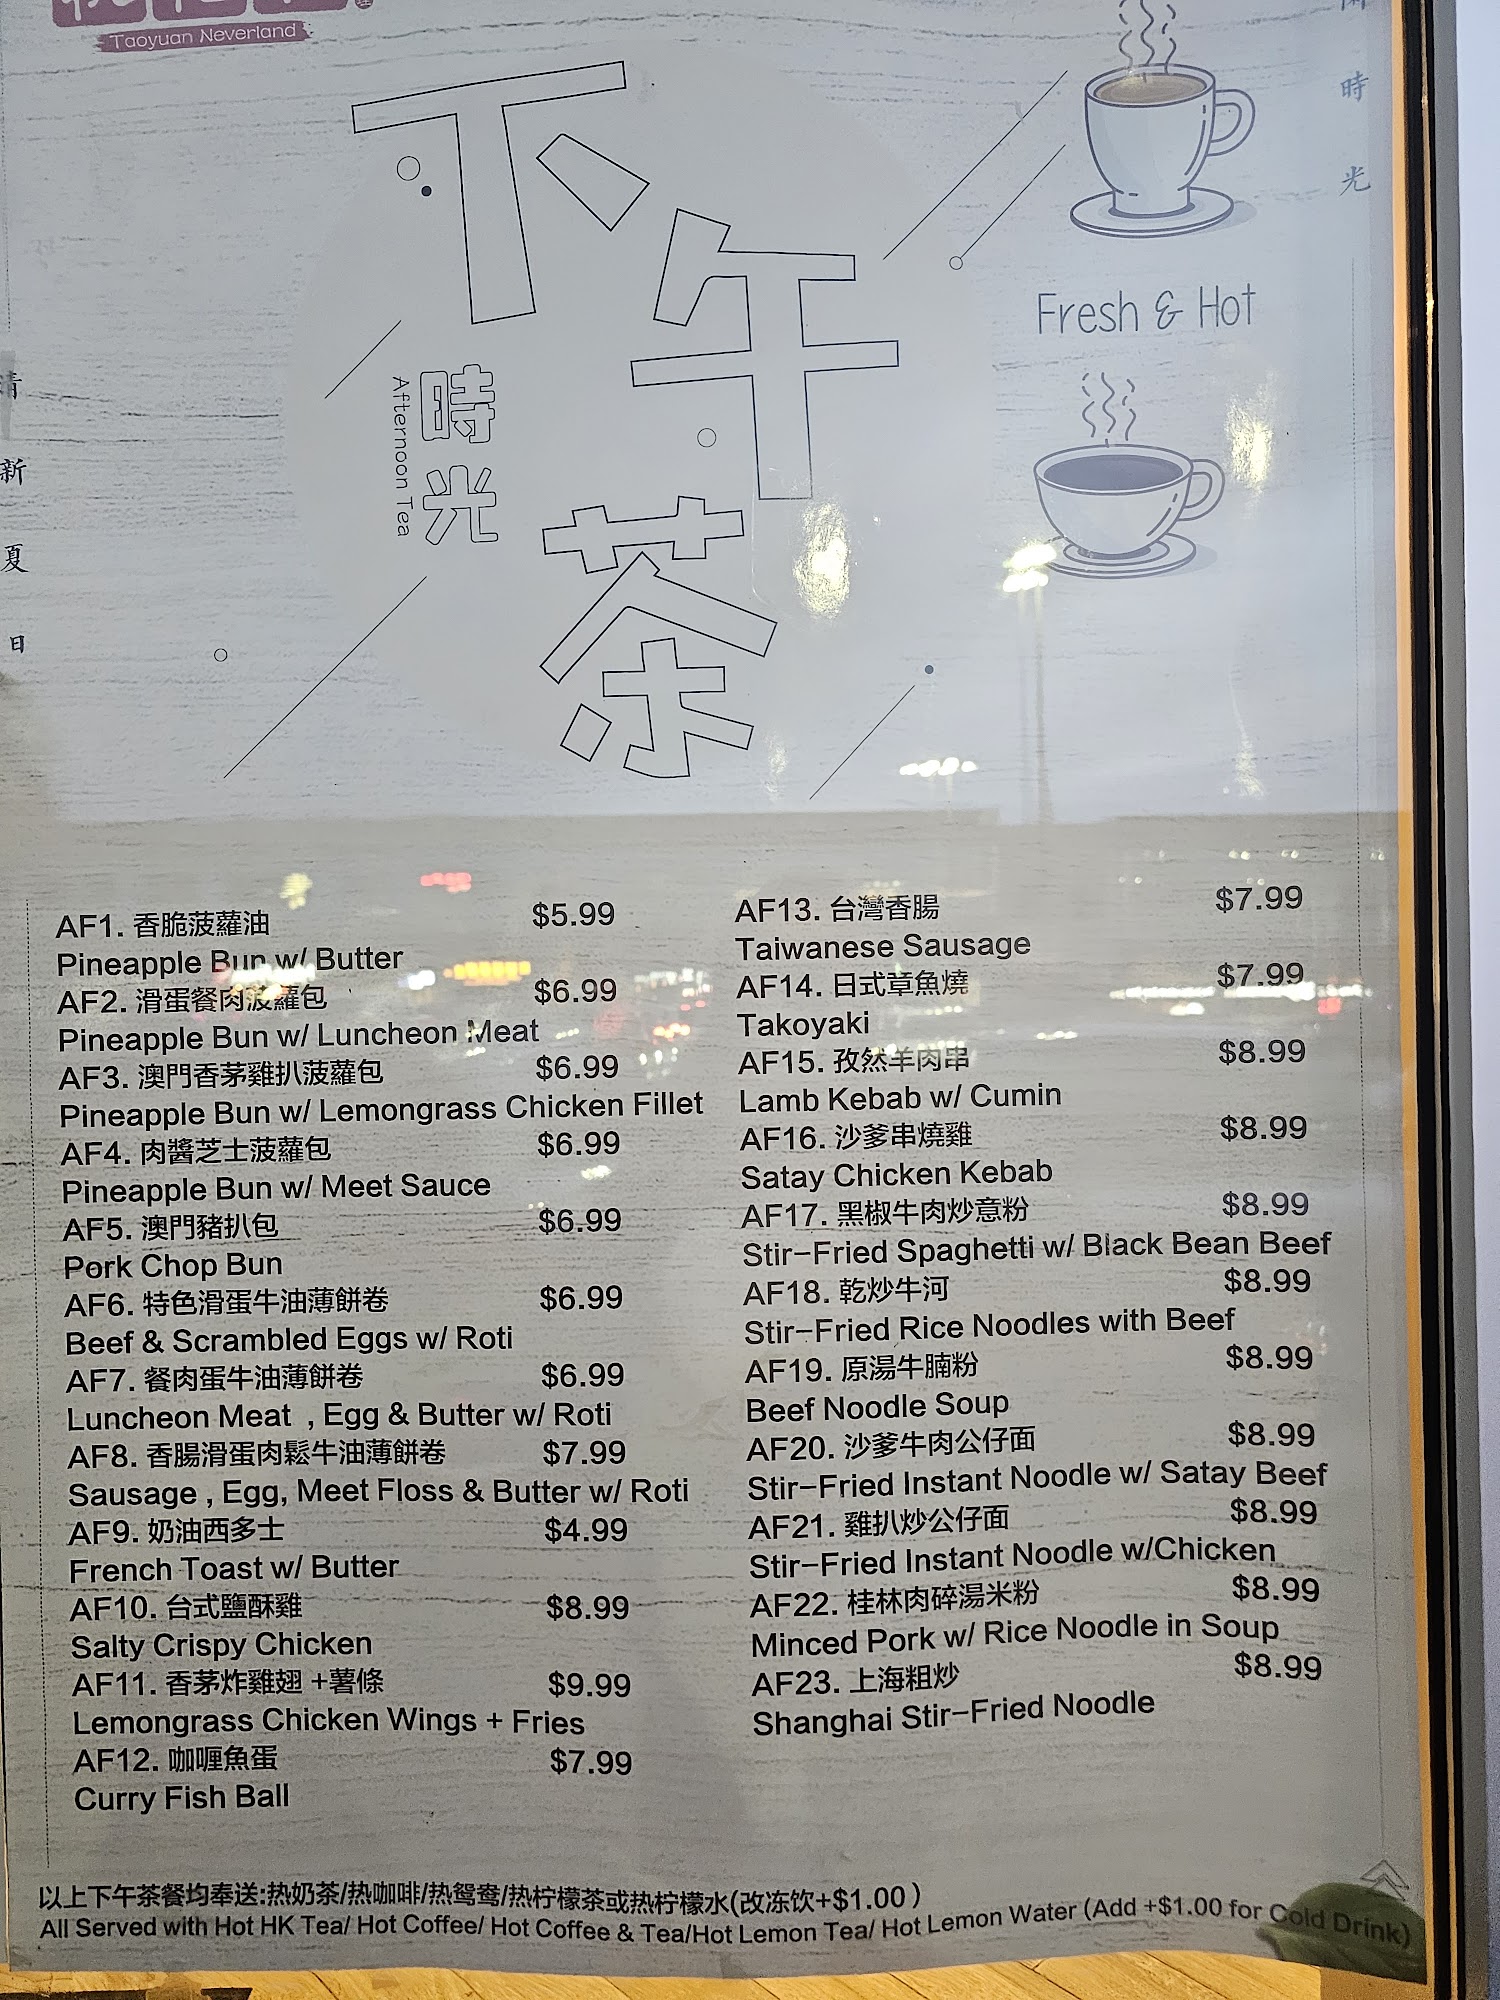 Taoyuan Neverland
下午茶
時光
Afternoon Tea
Fresh & Hot
時光
新夏日
AF1. 香脆菠蘿油 $5.99
Pineapple Bun w/ Butter
AF2. 滑蛋餐肉菠蘿包 $6.99
Pineapple Bun w/ Luncheon Meat
AF3. 澳門香茅雞扒菠蘿包 $6.99
Pineapple Bun w/ Lemongrass Chicken Fillet
AF4. 肉醬芝士菠蘿包 $6.99
Pineapple Bun w/ Meet Sauce
AF5. 澳門豬扒包 $6.99
Pork Chop Bun
AF6. 特色滑蛋牛油薄餅卷 $6.99
Beef & Scrambled Eggs w/ Roti
AF7. 餐肉蛋牛油薄餅卷 $6.99
Luncheon Meat , Egg & Butter w/ Roti
AF8. 香腸滑蛋肉鬆牛油薄餅卷 $7.99
Sausage , Egg, Meet Floss & Butter w/ Roti
AF9. 奶油西多士 $4.99
French Toast w/ Butter
AF10. 台式鹽酥雞 $8.99
Salty Crispy Chicken
AF11. 香茅炸雞翅 +薯條 $9.99
Lemongrass Chicken Wings + Fries
AF12. 咖喱魚蛋 $7.99
Curry Fish Ball
AF13. 台灣香腸 $7.99
Taiwanese Sausage
AF14. 日式章魚燒 $7.99
Takoyaki
AF15. 孜然羊肉串 $8.99
Lamb Kebab w/ Cumin
AF16. 沙爹串燒雞 $8.99
Satay Chicken Kebab
AF17. 黑椒牛肉炒意粉 $8.99
Stir-Fried Spaghetti w/ Black Bean Beef
AF18. 乾炒牛河 $8.99
Stir-Fried Rice Noodles with Beef
AF19. 原湯牛腩粉 $8.99
Beef Noodle Soup
AF20. 沙爹牛肉公仔面 $8.99
Stir-Fried Instant Noodle w/ Satay Beef
AF21. 雞扒炒公仔面 $8.99
Stir-Fried Instant Noodle w/Chicken
AF22. 桂林肉碎湯米粉 $8.99
Minced Pork w/ Rice Noodle in Soup
AF23. 上海粗炒 $8.99
Shanghai Stir-Fried Noodle
以上下午茶餐均奉送:热奶茶/热咖啡/热鸳鸯/热柠檬茶或热柠檬水(改冻饮+$1.00)
All Served with Hot HK Tea/ Hot Coffee/ Hot Coffee & Tea/Hot Lemon Tea/ Hot Lemon Water (Add +$1.00 for Cold Drink)